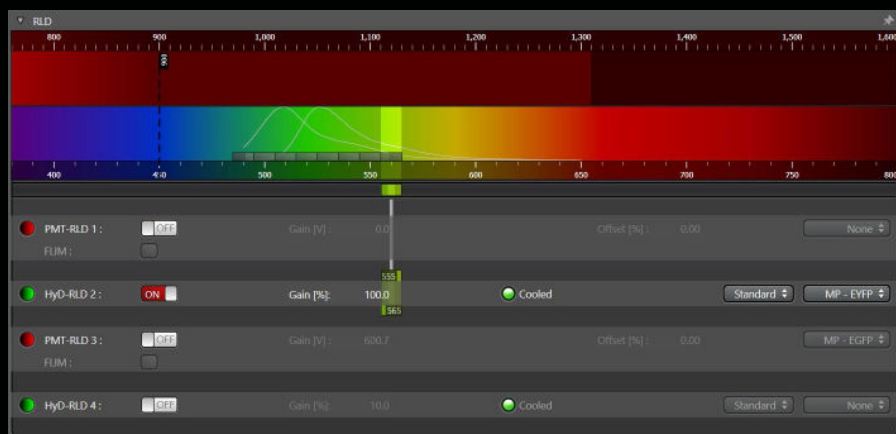 RLD
800 900 1,000 1,100 1,200 1,300 1,400 1,500 1,600
900
400 450 500 550 600 650 700 750 800
PMT-RLD 1 : OFF Gain [V] : 0.0 Offset [%] : 0.00 None
FLIM :
555
HyD-RLD 2 : ON Gain [%]: 100.0 Cooled Standard MP - EYFP
565
PMT-RLD 3 : OFF Gain [V] : 600.7 Offset [%] : 0.00 MP - EGFP
FLIM :
HyD-RLD 4 : OFF Gain [%]: 10.0 Cooled Standard None